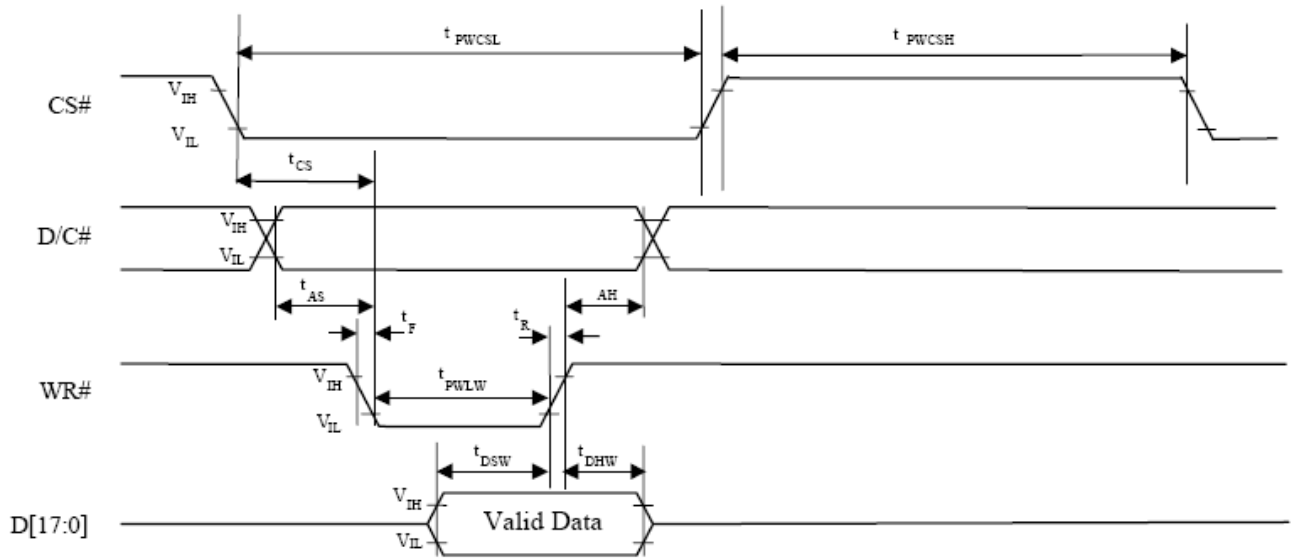 t PWCSL
t PWCSH
CS#
VIH
VIL
tCS
D/C#
VIH
VIL
tAS
AH
tF
tR
WR#
VIH
VIL
tPWLW
tDSW
tDHW
D[17:0]
VIH
VIL
Valid Data